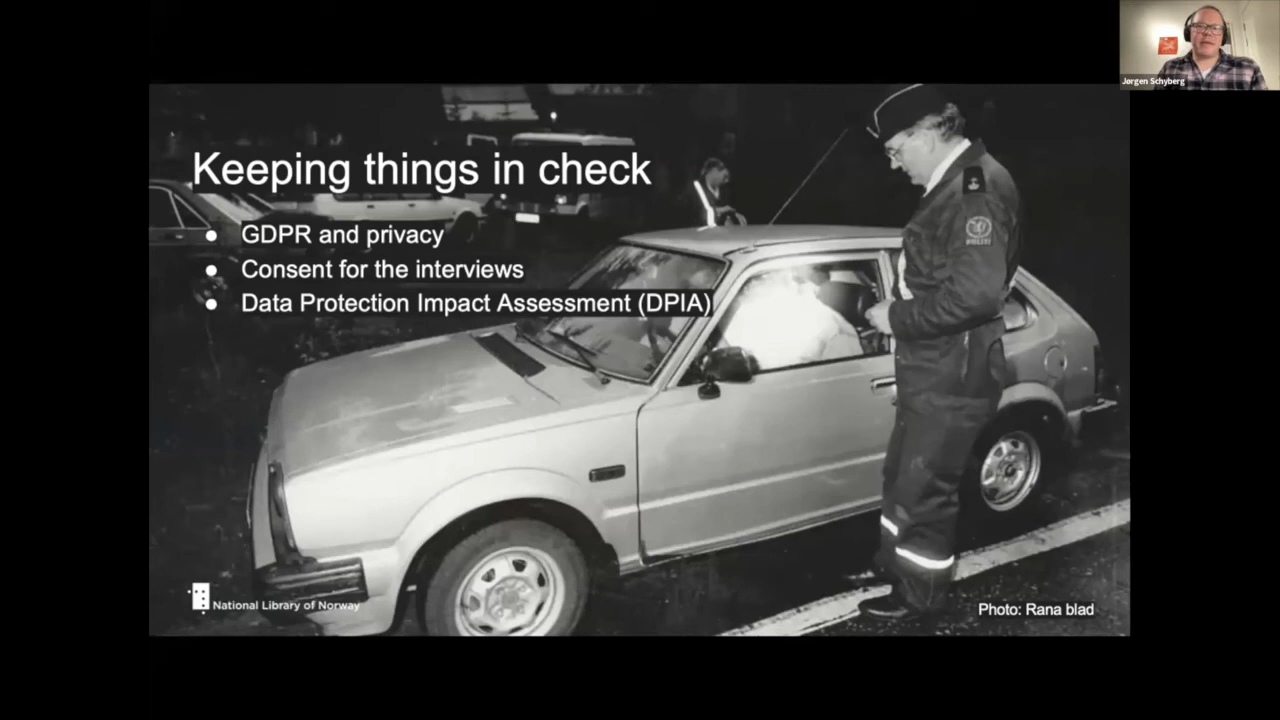 Jørgen Schyberg
Keeping things in check
● GDPR and privacy
● Consent for the interviews
● Data Protection Impact Assessment (DPIA)
POLITI
National Library of Norway
Photo: Rana blad